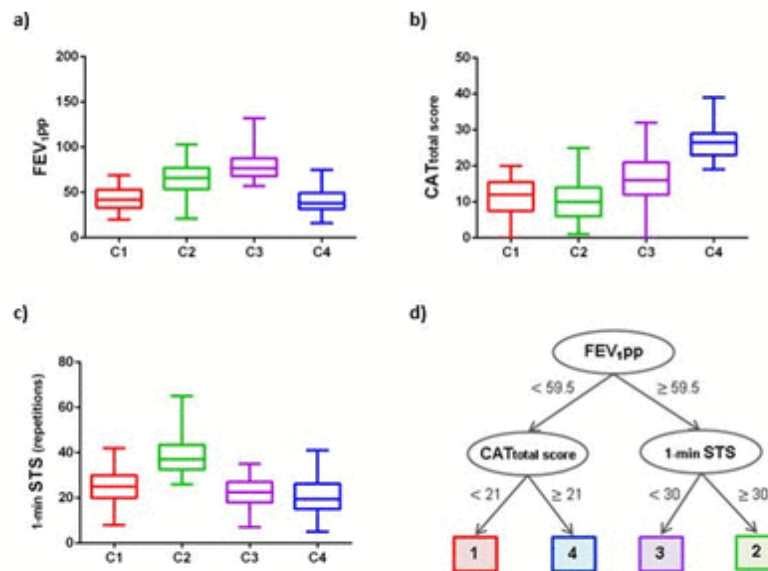 a)
200
150
100
50
0
FEV₁pp
C1 C2 C3 C4
b)
50
40
30
20
10
0
CATtotal score
C1 C2 C3 C4
c)
80
60
40
20
0
1-min STS (repetitions)
C1 C2 C3 C4
d)
FEV₁pp
< 59.5 ≥ 59.5
CATtotal score 1-min STS
< 21 ≥ 21 < 30 ≥ 30
1 4 3 2